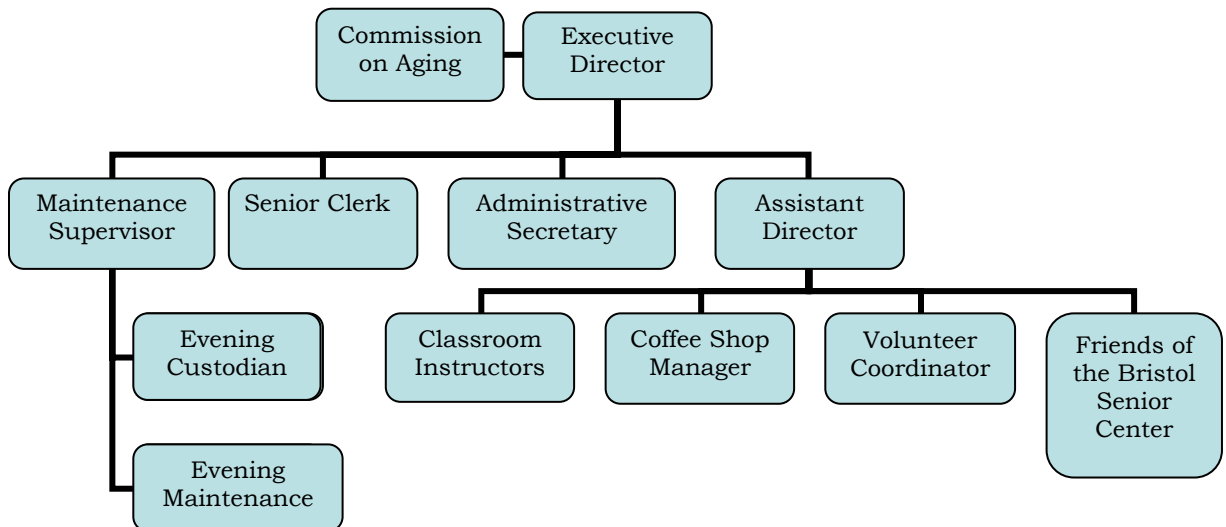 Commission
on Aging
Executive
Director
Maintenance
Supervisor
Senior Clerk
Administrative
Secretary
Assistant
Director
Evening
Custodian
Classroom
Instructors
Coffee Shop
Manager
Volunteer
Coordinator
Friends of
the Bristol
Senior
Center
Evening
Maintenance